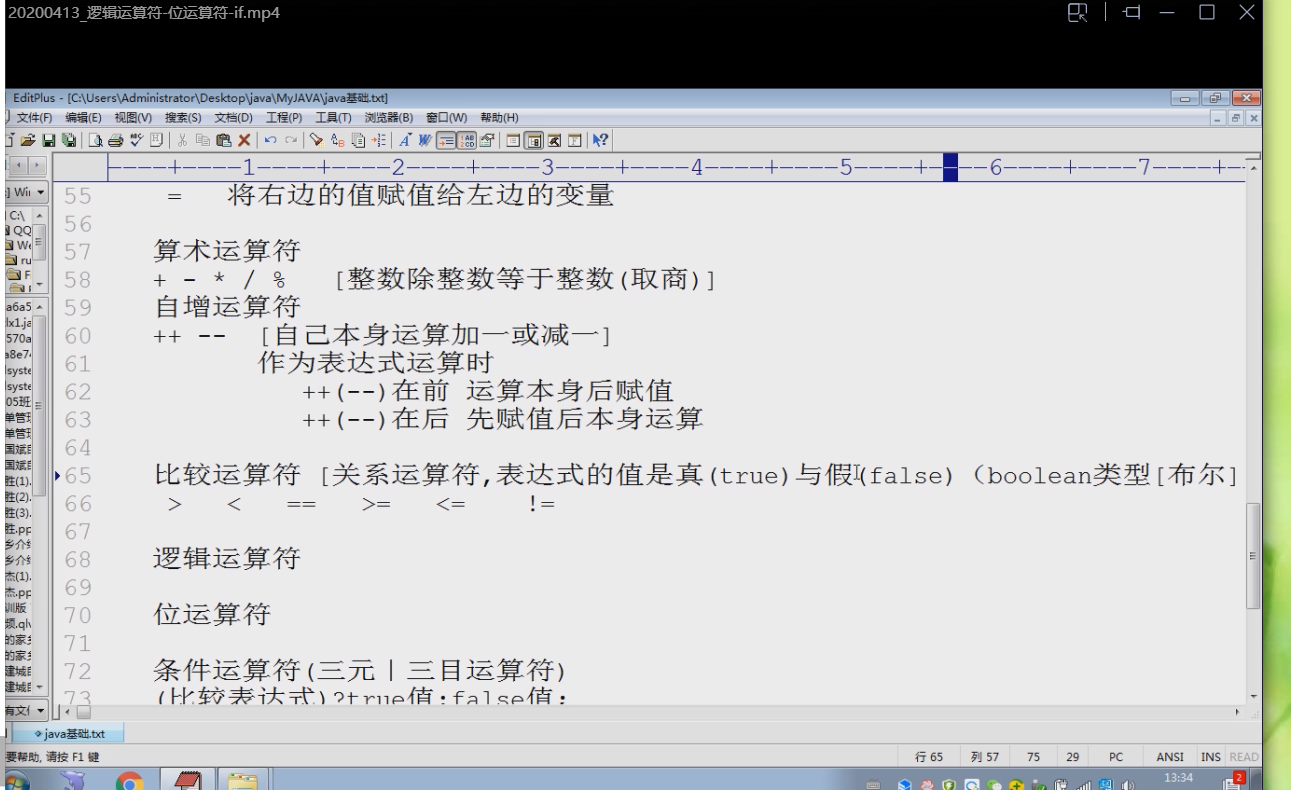 20200413_逻辑运算符-位运算符-if.mp4
EditPlus - [C:\Users\Administrator\Desktop\java\MyJAVA\java基础.txt]
文件(F) 编辑(E) 视图(V) 搜索(S) 文档(D) 工程(P) 工具(T) 浏览器(B) 窗口(W) 帮助(H)
----+----1----+----2----+----3----+----4----+----5----+----6----+----7----+--
55 = 将右边的值赋值给左边的变量
56
57 算术运算符
58 + - * / % [整数除整数等于整数(取商)]
59 自增运算符
60 ++ -- [自己本身运算加一或减一]
61 作为表达式运算时
62 ++(--)在前 运算本身后赋值
63 ++(--)在后 先赋值后本身运算
64
65 比较运算符 [关系运算符,表达式的值是真(true)与假(false)（boolean类型[布尔]
66 > < == >= <= !=
67
68 逻辑运算符
69
70 位运算符
71
72 条件运算符(三元|三目运算符)
73 (比较表达式)?true值:false值;
java基础.txt
要帮助, 请按 F1 键
行 65 列 57 75 29 PC ANSI INS READ
13:34
2